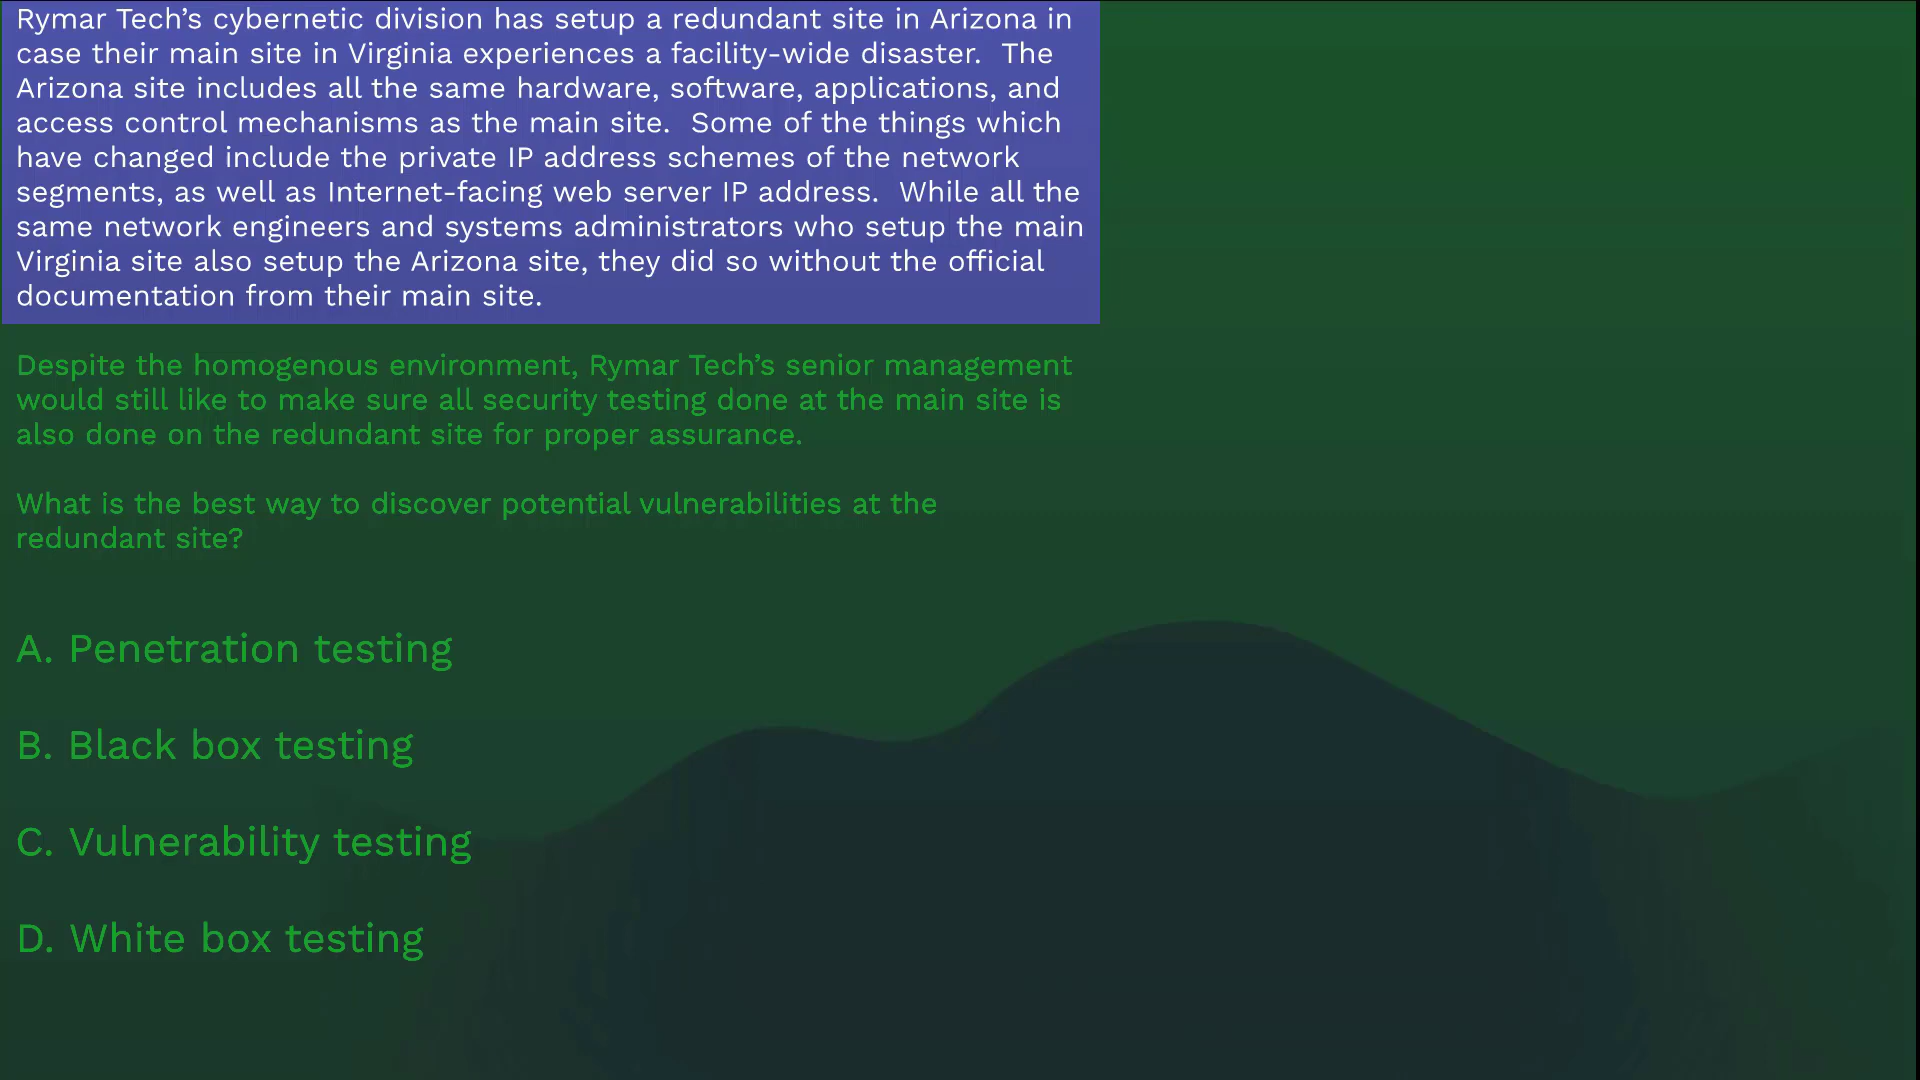 Rymar Tech’s cybernetic division has setup a redundant site in Arizona in
case their main site in Virginia experiences a facility-wide disaster.  The
Arizona site includes all the same hardware, software, applications, and
access control mechanisms as the main site.  Some of the things which
have changed include the private IP address schemes of the network
segments, as well as Internet-facing web server IP address.  While all the
same network engineers and systems administrators who setup the main
Virginia site also setup the Arizona site, they did so without the official
documentation from their main site.
Despite the homogenous environment, Rymar Tech’s senior management
would still like to make sure all security testing done at the main site is
also done on the redundant site for proper assurance.
What is the best way to discover potential vulnerabilities at the
redundant site?
A. Penetration testing
B. Black box testing
C. Vulnerability testing
D. White box testing